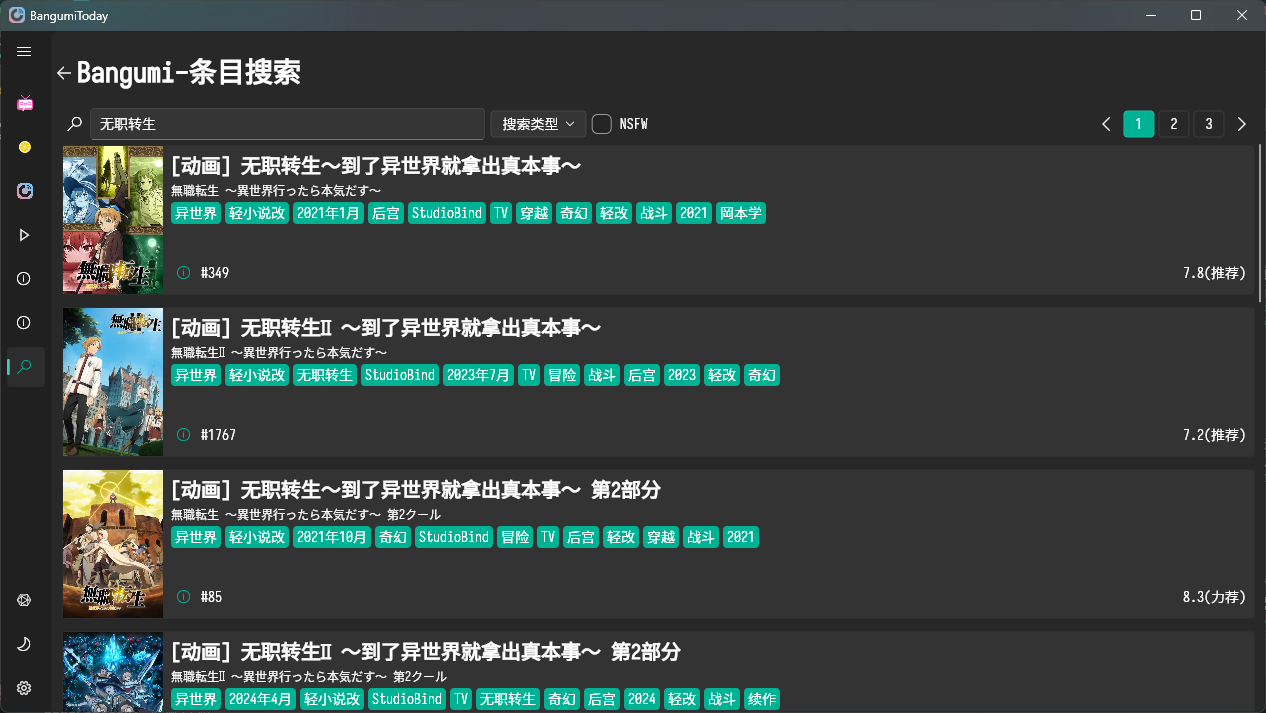 BangumiToday
Bangumi-条目搜索
无职转生 搜索类型 NSFW 1 2 3
[动画] 无职转生~到了异世界就拿出真本事~
無職転生 ~異世界行ったら本気だす~
异世界 轻小说改 2021年1月 后宫 StudioBind TV 穿越 奇幻 轻改 战斗 2021 冈本学
#349 7.8(推荐)
[动画] 无职转生Ⅱ ~到了异世界就拿出真本事~
無職転生Ⅱ ~異世界行ったら本気だす~
异世界 轻小说改 无职转生 StudioBind 2023年7月 TV 冒险 战斗 后宫 2023 轻改 奇幻
#1767 7.2(推荐)
[动画] 无职转生~到了异世界就拿出真本事~ 第2部分
無職転生 ~異世界行ったら本気だす~ 第2クール
异世界 轻小说改 2021年10月 奇幻 StudioBind 冒险 TV 后宫 轻改 穿越 战斗 2021
無職転生
#85 8.3(力荐)
[动画] 无职转生Ⅱ ~到了异世界就拿出真本事~ 第2部分
無職転生Ⅱ ~異世界行ったら本気だす~ 第2クール
异世界 2024年4月 轻小说改 StudioBind TV 无职转生 奇幻 后宫 2024 轻改 战斗 续作